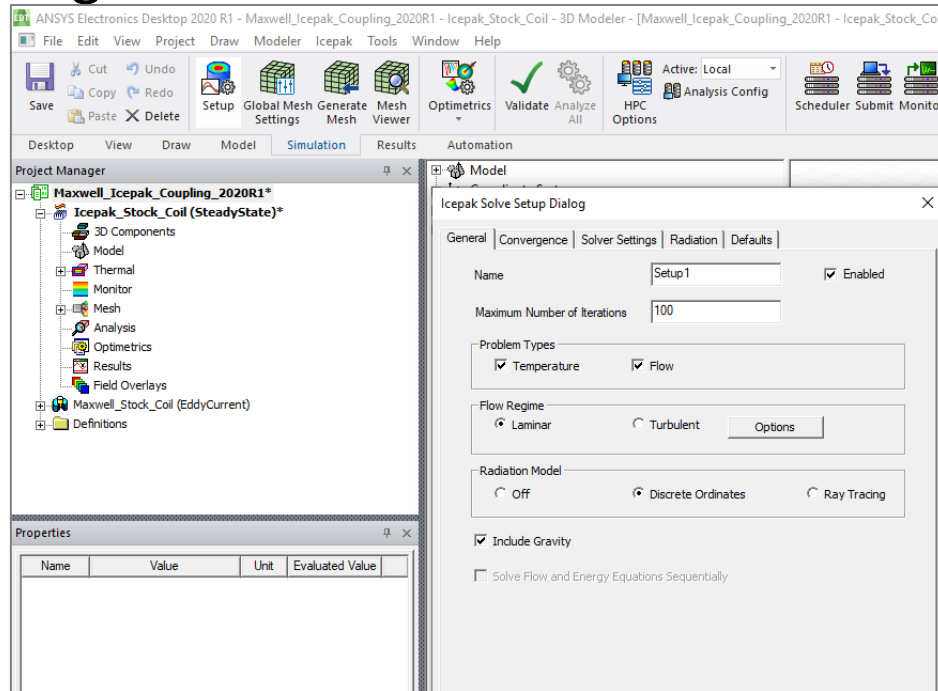 ANSYS Electronics Desktop 2020 R1 - Maxwell_Icepak_Coupling_2020R1 - Icepak_Stock_Coil - 3D Modeler - [Maxwell_Icepak_Coupling_2020R1 - Icepak_Stock_Co
File Edit View Project Draw Modeler Icepak Tools Window Help
Save
Cut Undo
Copy Redo
Paste Delete
Setup
Global Mesh Settings
Generate Mesh
Mesh Viewer
Optimetrics
Validate
Analyze All
HPC Options
Active: Local
Analysis Config
Scheduler Submit Monito
Desktop View Draw Model Simulation Results Automation
Project Manager
Maxwell_Icepak_Coupling_2020R1*
Icepak_Stock_Coil (SteadyState)*
3D Components
Model
Thermal
Monitor
Mesh
Analysis
Optimetrics
Results
Field Overlays
Maxwell_Stock_Coil (EddyCurrent)
Definitions
Properties
Name Value Unit Evaluated Value
Model
Icepak Solve Setup Dialog
General Convergence Solver Settings Radiation Defaults
Name Setup1 Enabled
Maximum Number of Iterations 100
Problem Types
Temperature Flow
Flow Regime
Laminar Turbulent Options
Radiation Model
Off Discrete Ordinates Ray Tracing
Include Gravity
Solve Flow and Energy Equations Sequentially